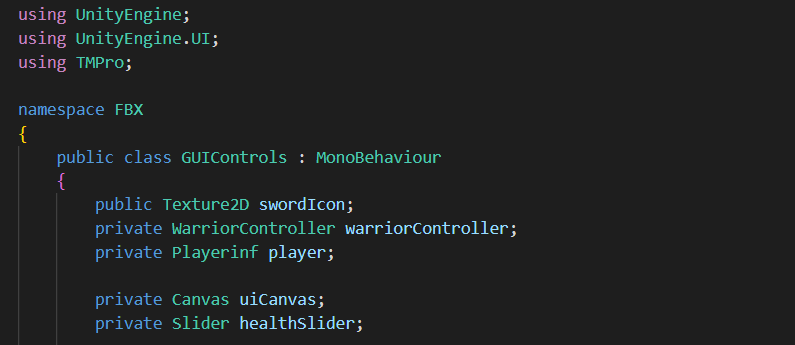 using UnityEngine;
using UnityEngine.UI;
using TMPro;
namespace FBX
{
public class GUIControls : MonoBehaviour
{
public Texture2D swordIcon;
private WarriorController warriorController;
private Playerinf player;
private Canvas uiCanvas;
private Slider healthSlider;